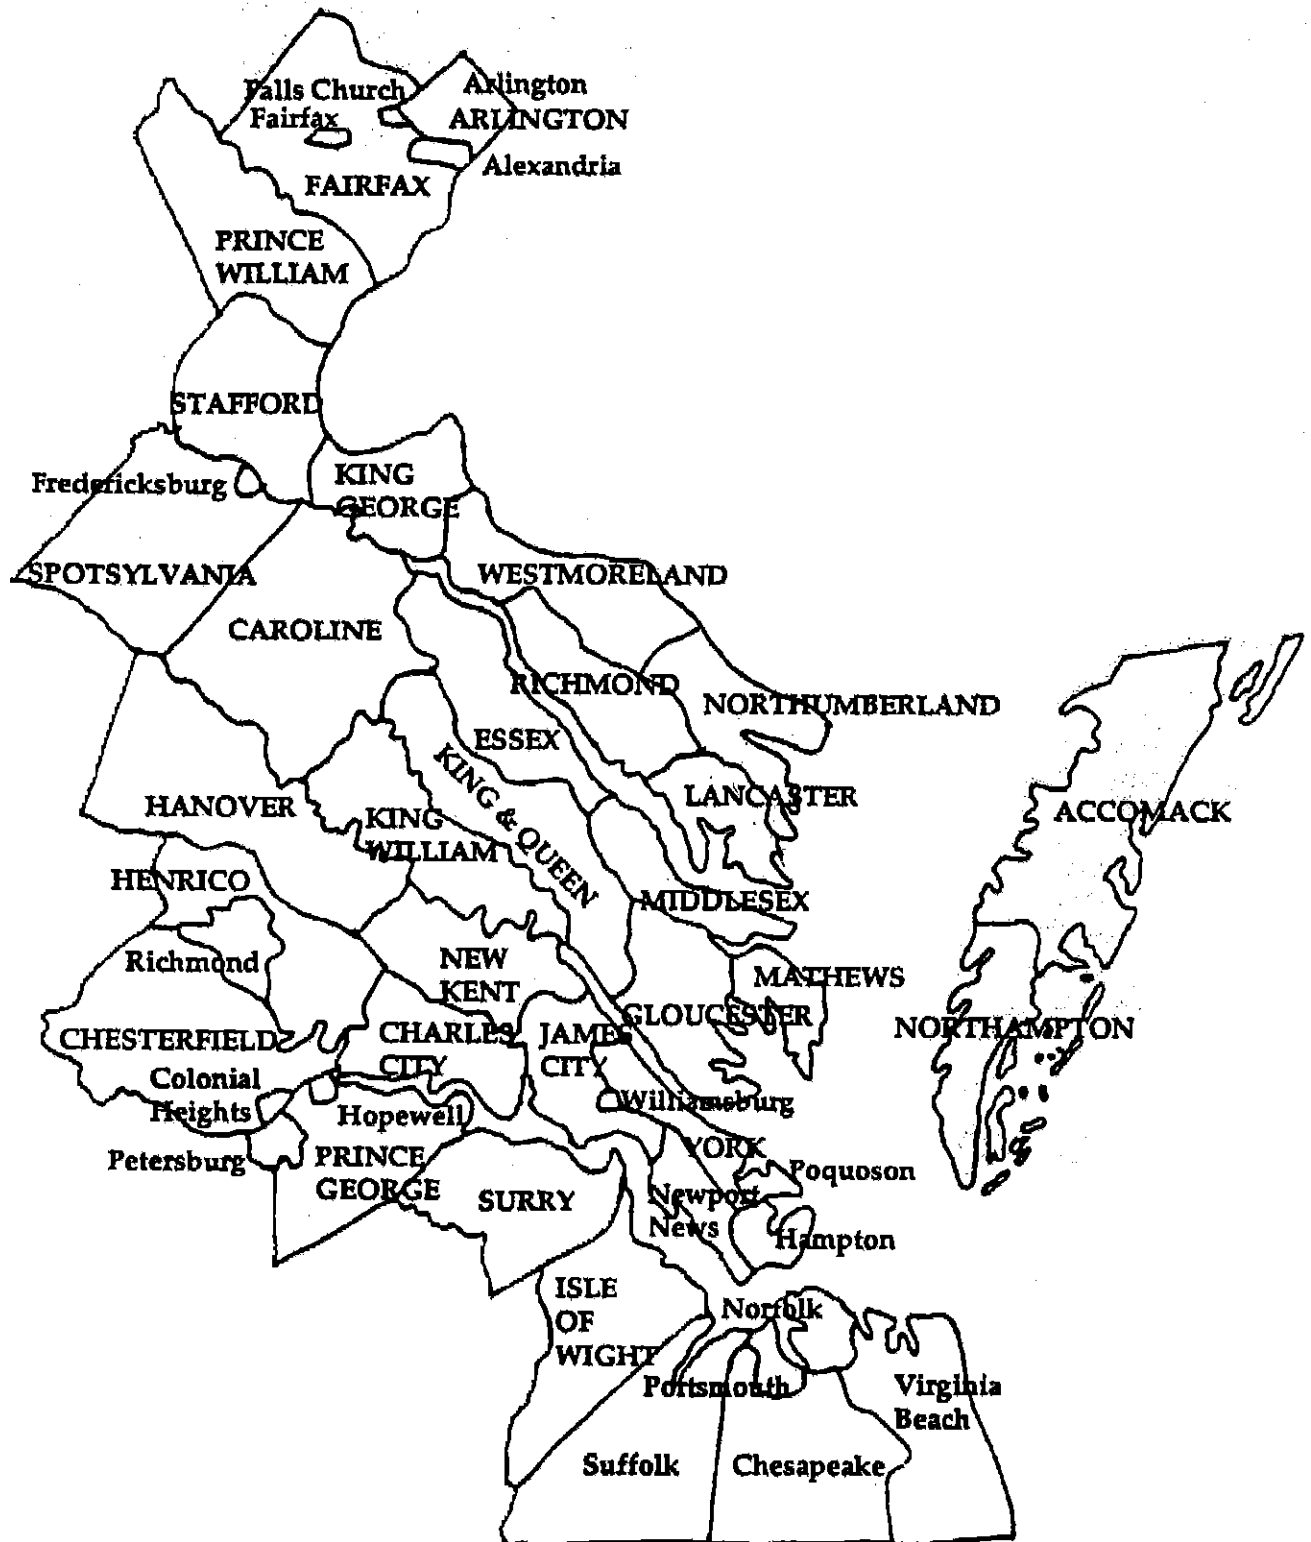 Falls Church
Arlington
Fairfax
ARLINGTON
Alexandria
FAIRFAX
PRINCE
WILLIAM
STAFFORD
Fredericksburg
KING
GEORGE
SPOTSYLVANIA
WESTMORELAND
CAROLINE
RICHMOND
NORTHUMBERLAND
ESSEX
KING & QUEEN
HANOVER
KING
WILLIAM
LANCASTER
ACCOMACK
HENRICO
MIDDLESEX
Richmond
NEW
KENT
MATHEWS
GLOUCESTER
NORTHAMPTON
CHESTERFIELD
CHARLES
CITY
JAMES
CITY
Colonial
Heights
Hopewell
Williamsburg
Petersburg
PRINCE
GEORGE
YORK
Poquoson
SURRY
Newport
News
Hampton
ISLE
OF
WIGHT
Norfolk
Portsmouth
Virginia
Beach
Suffolk
Chesapeake